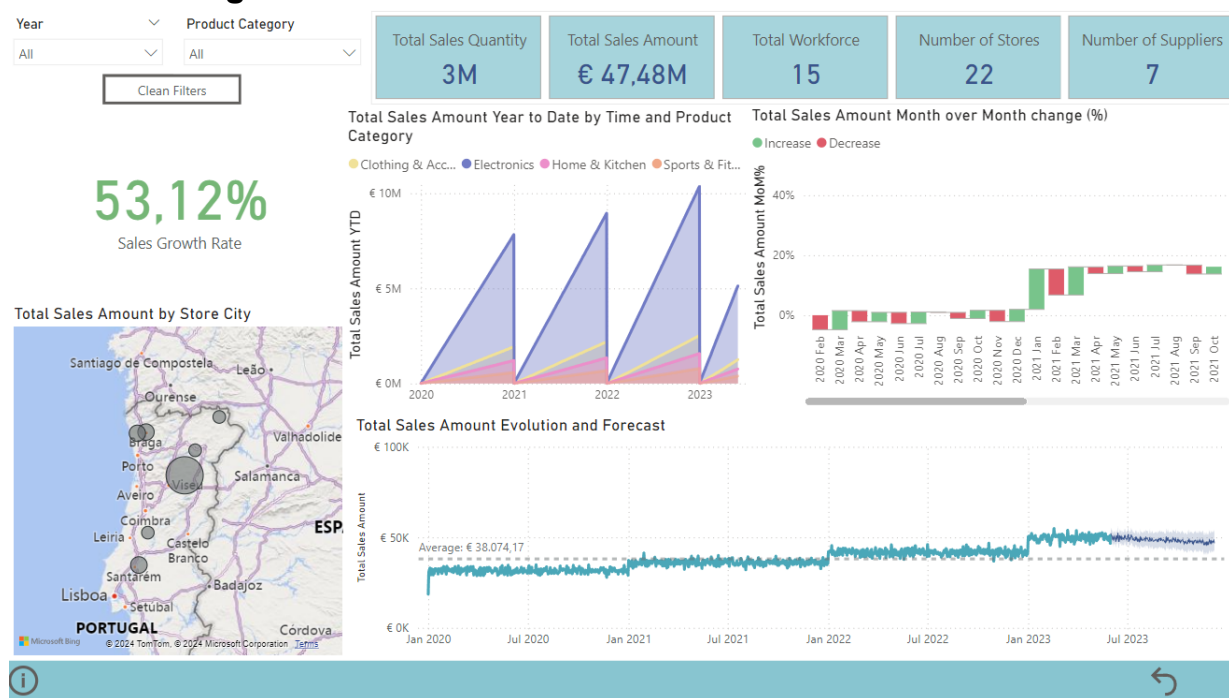 Year
Product Category
All
All
Clean Filters
Total Sales Quantity
3M
Total Sales Amount
€ 47,48M
Total Workforce
15
Number of Stores
22
Number of Suppliers
7
53,12%
Sales Growth Rate
Total Sales Amount Year to Date by Time and Product
Category
Clothing & Acc... Electronics Home & Kitchen Sports & Fit...
Total Sales Amount YTD
€ 10M
€ 5M
€ 0M
2020 2021 2022 2023
Total Sales Amount Month over Month change (%)
Increase Decrease
Total Sales Amount MoM%
40%
20%
0%
2020 Feb
2020 Mar
2020 Apr
2020 May
2020 Jun
2020 Jul
2020 Aug
2020 Sep
2020 Oct
2020 Nov
2020 Dec
2021 Jan
2021 Feb
2021 Mar
2021 Apr
2021 May
2021 Jun
2021 Jul
2021 Aug
2021 Sep
2021 Oct
Total Sales Amount by Store City
Santiago de Compostela
Leão
Ourense
Braga
Valhadolide
Porto
Viseu
Salamanca
Aveiro
Coimbra
ESP
Leiria
Castelo
Branco
Santarém
Badajoz
Lisboa
Setúbal
PORTUGAL
Córdova
Microsoft Bing
© 2024 TomTom, © 2024 Microsoft Corporation Terms
Total Sales Amount Evolution and Forecast
Total Sales Amount
€ 100K
€ 50K
€ 0K
Average: € 38.074,17
Jan 2020 Jul 2020 Jan 2021 Jul 2021 Jan 2022 Jul 2022 Jan 2023 Jul 2023